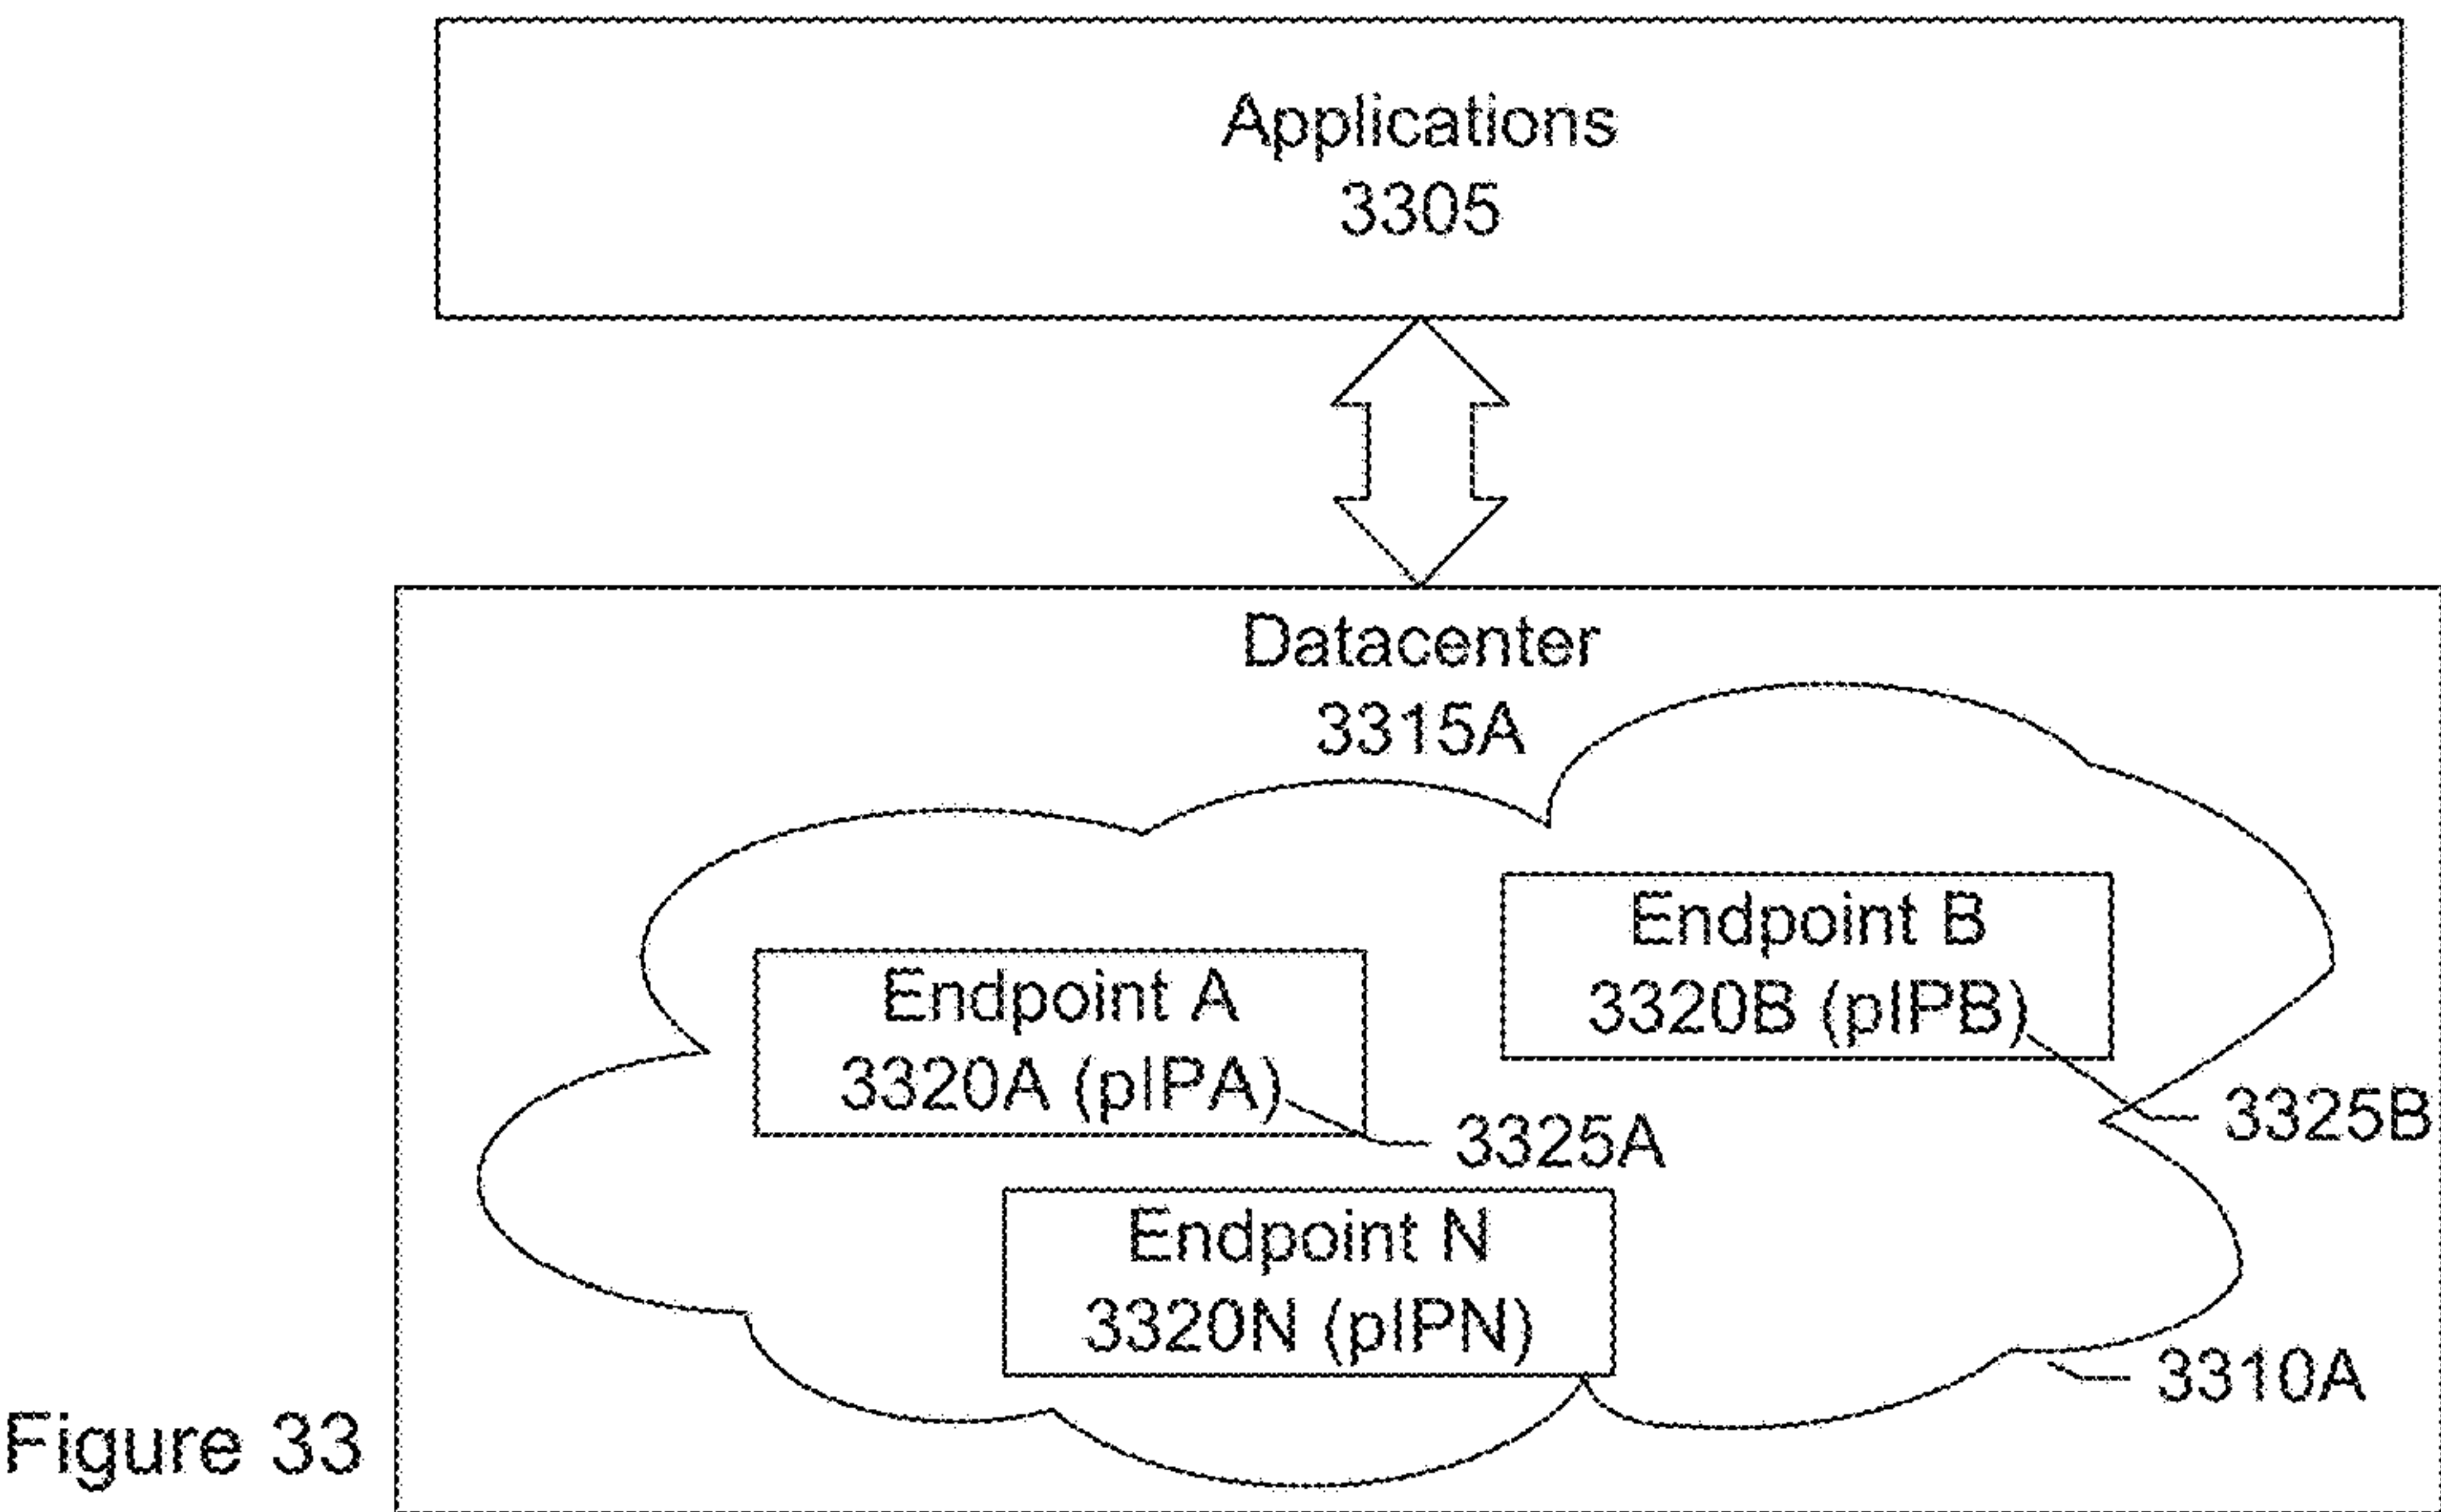 Applications
3305
Datacenter
3315A
Endpoint B
3320B (pIPB)
Endpoint A
3320A (pIPA)
3325B
3325A
Endpoint N
3320N (pIPN)
3310A
Figure 33